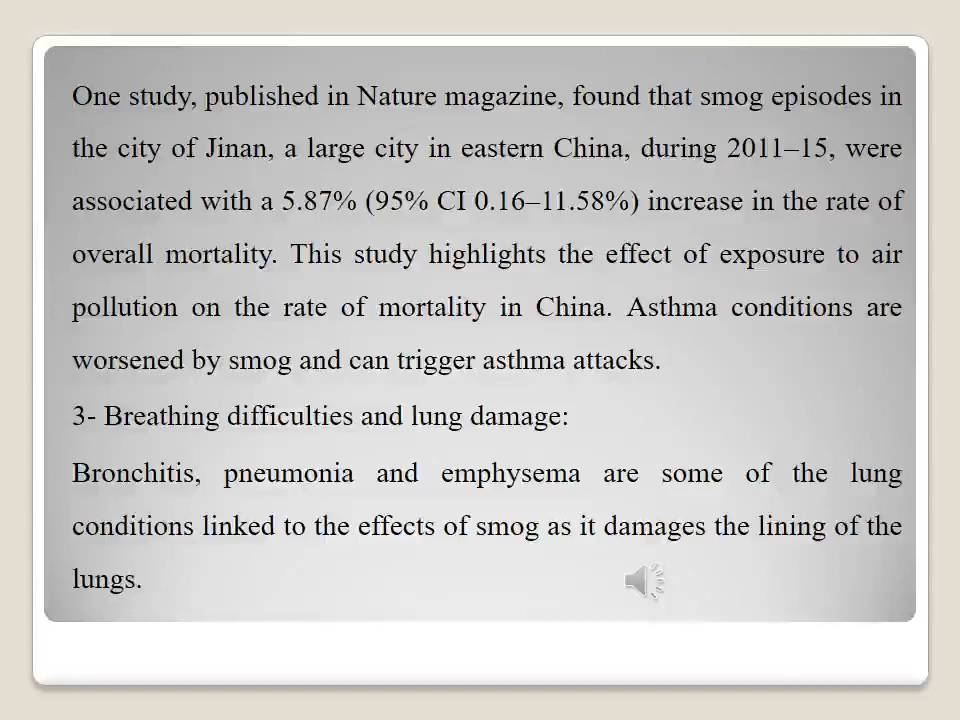 One study, published in Nature magazine, found that smog episodes in
the city of Jinan, a large city in eastern China, during 2011–15, were
associated with a 5.87% (95% CI 0.16–11.58%) increase in the rate of
overall mortality. This study highlights the effect of exposure to air
pollution on the rate of mortality in China. Asthma conditions are
worsened by smog and can trigger asthma attacks.
3- Breathing difficulties and lung damage:
Bronchitis, pneumonia and emphysema are some of the lung
conditions linked to the effects of smog as it damages the lining of the
lungs.